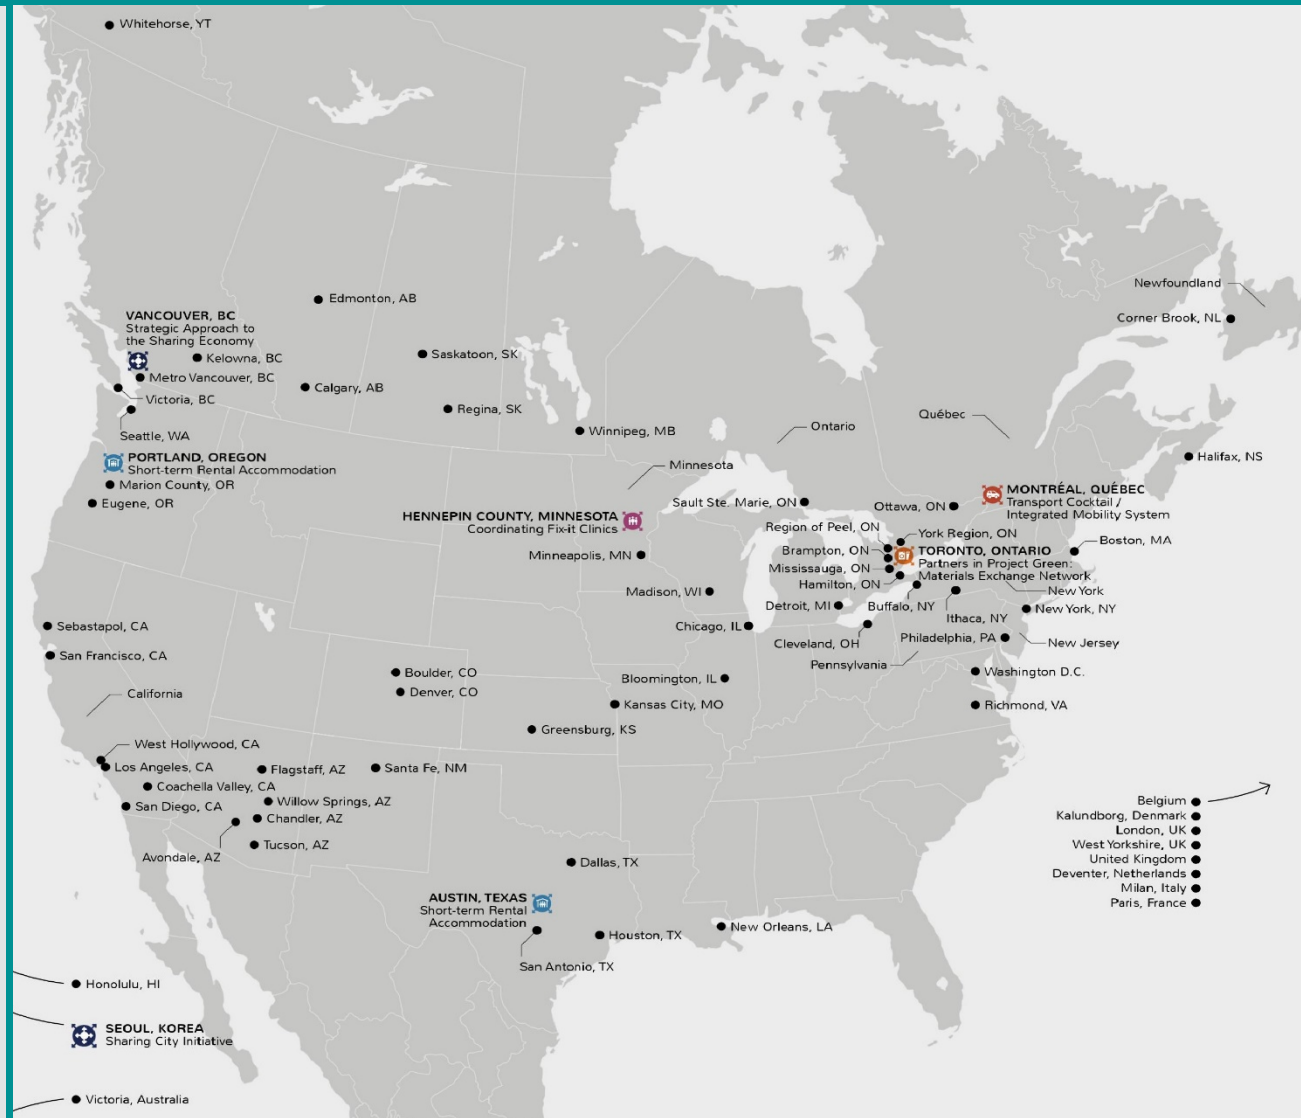 Whitehorse, YT
Edmonton, AB
Newfoundland
Corner Brook, NL
VANCOUVER, BC
Strategic Approach to
the Sharing Economy
Kelowna, BC
Saskatoon, SK
Metro Vancouver, BC
Calgary, AB
Victoria, BC
Regina, SK
Québec
Seattle, WA
Winnipeg, MB
Ontario
PORTLAND, OREGON
Short-term Rental Accommodation
Halifax, NS
Minnesota
Marion County, OR
Eugene, OR
Sault Ste. Marie, ON
Ottawa, ON
MONTRÉAL, QUÉBEC
Transport Cocktail /
Integrated Mobility System
HENNEPIN COUNTY, MINNESOTA
Coordinating Fix-it Clinics
Region of Peel, ON
York Region, ON
Boston, MA
Minneapolis, MN
Brampton, ON
TORONTO, ONTARIO
Partners in Project Green:
Materials Exchange Network
Mississauga, ON
Hamilton, ON
New York
Madison, WI
Detroit, MI
Buffalo, NY
Ithaca, NY
New York, NY
Sebastapol, CA
Chicago, IL
Cleveland, OH
Philadelphia, PA
New Jersey
San Francisco, CA
Pennsylvania
Boulder, CO
Washington D.C.
Bloomington, IL
Denver, CO
California
Kansas City, MO
Richmond, VA
Greensburg, KS
West Hollywood, CA
Los Angeles, CA
Flagstaff, AZ
Santa Fe, NM
Coachella Valley, CA
San Diego, CA
Willow Springs, AZ
Chandler, AZ
Tucson, AZ
Avondale, AZ
Belgium
Kalundborg, Denmark
London, UK
West Yorkshire, UK
United Kingdom
Deventer, Netherlands
Milan, Italy
Paris, France
Dallas, TX
AUSTIN, TEXAS
Short-term Rental
Accommodation
New Orleans, LA
Houston, TX
San Antonio, TX
Honolulu, HI
SEOUL, KOREA
Sharing City Initiative
Victoria, Australia